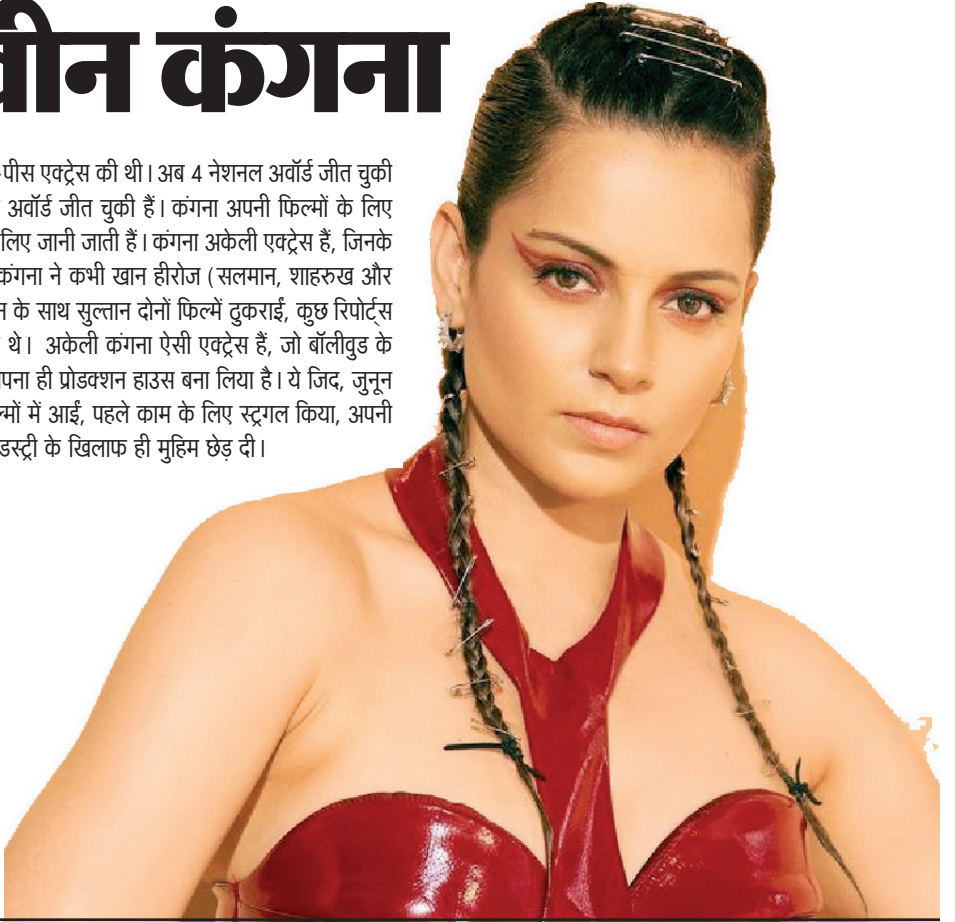 वीन कंगना
-पीस एक्ट्रेस की थी। अब 4 नेशनल अवॉर्ड जीत चुकी
अवॉर्ड जीत चुकी हैं। कंगना अपनी फिल्मों के लिए
लिए जानी जाती हैं। कंगना अकेली एक्ट्रेस हैं, जिनके
कंगना ने कभी खान हीरोज (सलमान, शाहरुख और
न के साथ सुल्तान दोनों फिल्में ठुकराईं, कुछ रिपोर्ट्स
थे। अकेली कंगना ऐसी एक्ट्रेस हैं, जो बॉलीवुड के
पना ही प्रोडक्शन हाउस बना लिया है। ये जिद, जुनून
ल्मों में आईं, पहले काम के लिए स्ट्रगल किया, अपनी
डस्ट्री के खिलाफ ही मुहिम छेड़ दी।